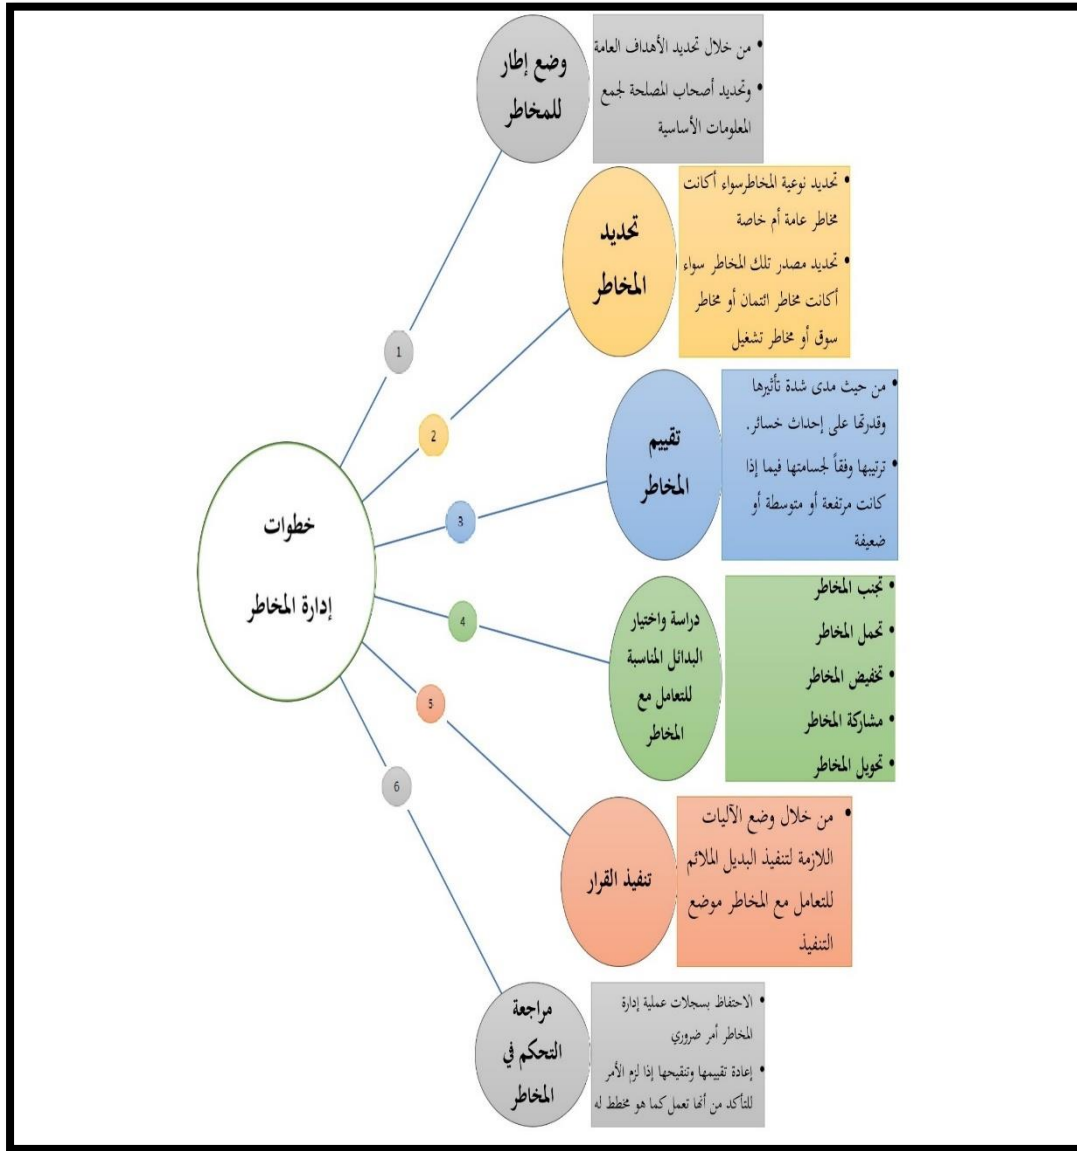 خطوات
إدارة المخاطر
1
وضع إطار
للمخاطر
• من خلال تحديد الأهداف العامة
• وتحديد أصحاب المصلحة لجمع
المعلومات الأساسية
2
تحديد
المخاطر
• تحديد نوعية المخاطرسواء أكانت
مخاطر عامة أم خاصة
• تحديد مصدر تلك المخاطر سواء
أكانت مخاطر ائتمان أو مخاطر
سوق أو مخاطر تشغيل
3
تقييم
المخاطر
• من حيث مدى شدة تأثيرها
وقدرتها على إحداث خسائر.
• ترتيبها وفقاً لجسامتها فيما إذا
كانت مرتفعة أو متوسطة أو
ضعيفة
4
دراسة واختيار
البدائل المناسبة
للتعامل مع
المخاطر
• تجنب المخاطر
• تحمل المخاطر
• تخفيض المخاطر
• مشاركة المخاطر
• تحويل المخاطر
5
تنفيذ القرار
• من خلال وضع الآليات
اللازمة لتنفيذ البديل الملائم
للتعامل مع المخاطر موضع
التنفيذ
6
مراجعة
التحكم في
المخاطر
• الاحتفاظ بسجلات عملية إدارة
المخاطر أمر ضروري
• إعادة تقييمها وتنقيحها إذا لزم الأمر
للتأكد من أنها تعمل كما هو مخطط له